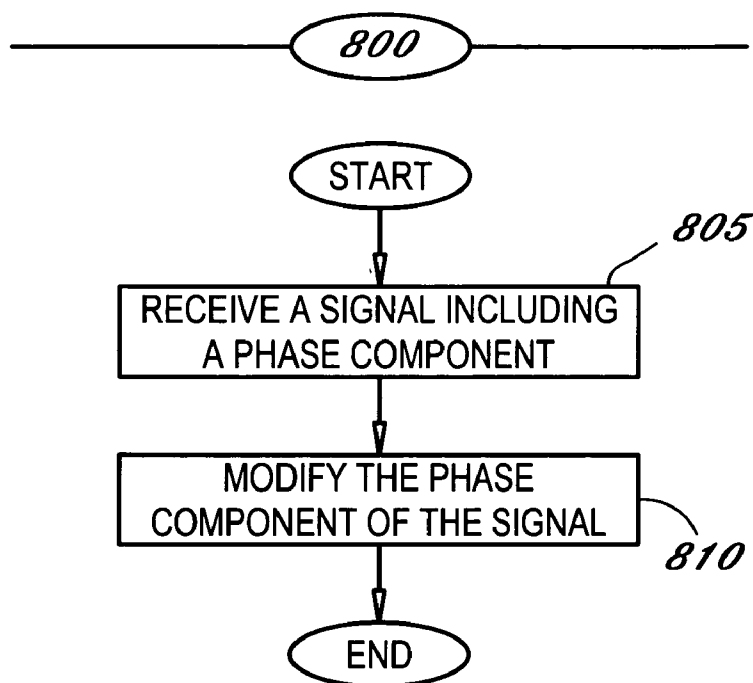 800
START
805
RECEIVE A SIGNAL INCLUDING
A PHASE COMPONENT
MODIFY THE PHASE
COMPONENT OF THE SIGNAL
810
END